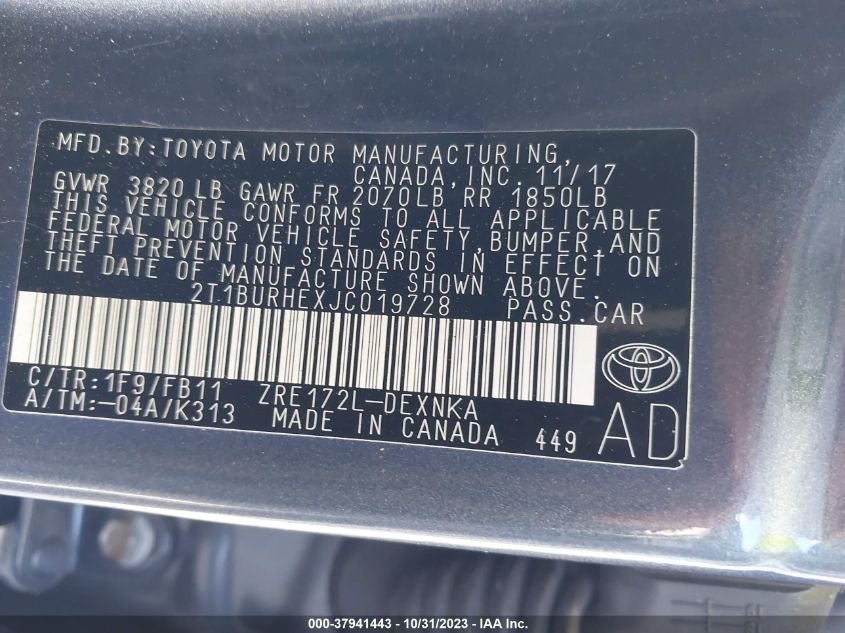 MFD.BY:TOYOTA MOTOR MANUFACTURING,
CANADA,INC. 11/17
GVWR 3820 LB GAWR FR 2070LB RR 1850LB
THIS VEHICLE CONFORMS TO ALL APPLICABLE
FEDERAL MOTOR VEHICLE SAFETY,BUMPER,AND
THEFT PREVENTION STANDARDS IN EFFECT ON
THE DATE OF MANUFACTURE SHOWN ABOVE.
2T1BURHEXJC019728 PASS.CAR
C/TR:1F9/FB11 ZRE172L-DEXNKA
A/TM:-04A/K313 MADE IN CANADA 449 AD
000-37941443 - 10/31/2023 - IAA Inc.